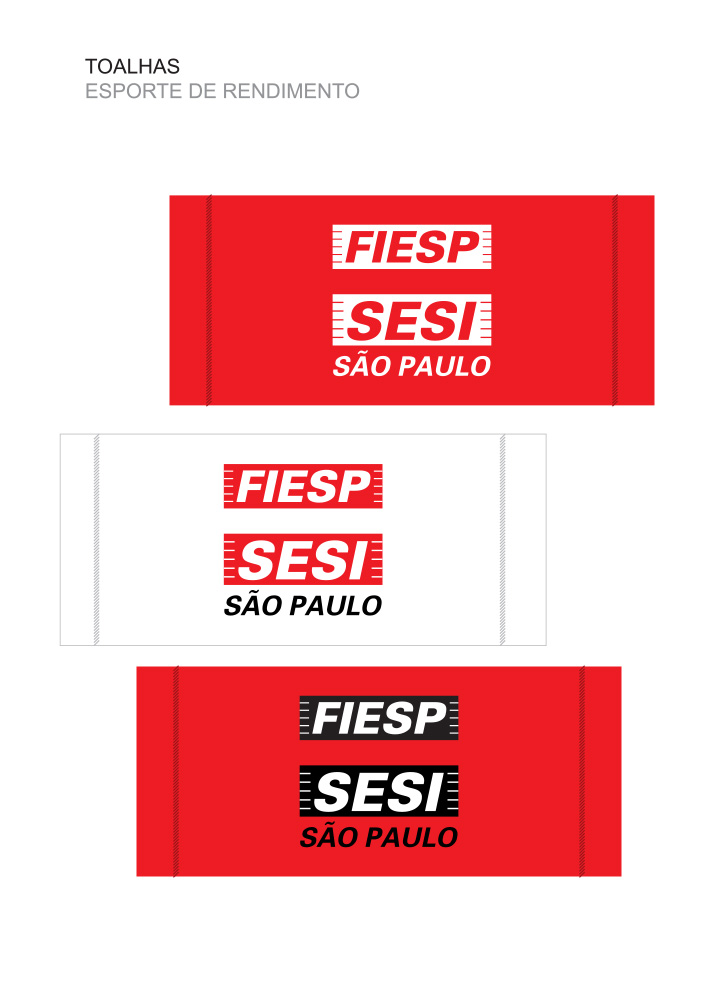 TOALHAS
ESPORTE DE RENDIMENTO
FIESP
SESI
SÃO PAULO
FIESP
SESI
SÃO PAULO
FIESP
SESI
SÃO PAULO